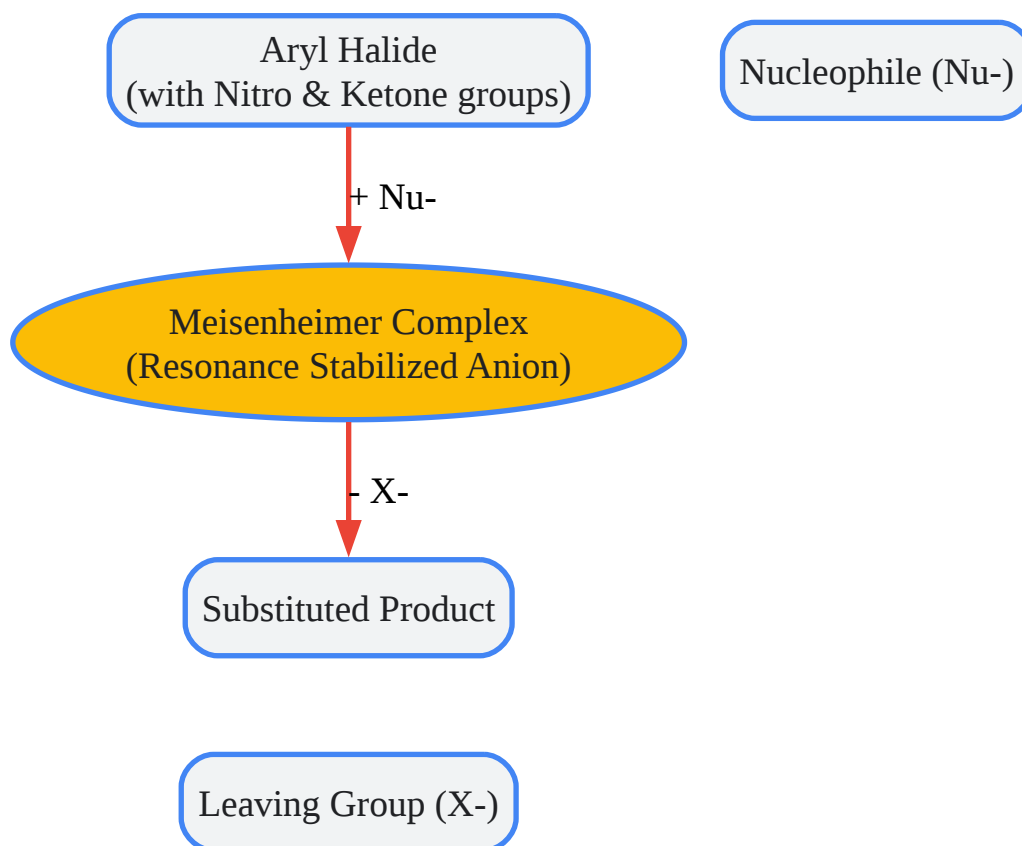 Aryl Halide
(with Nitro & Ketone groups)
Nucleophile (Nu-)
+ Nu-
Meisenheimer Complex
(Resonance Stabilized Anion)
- X-
Substituted Product
Leaving Group (X-)